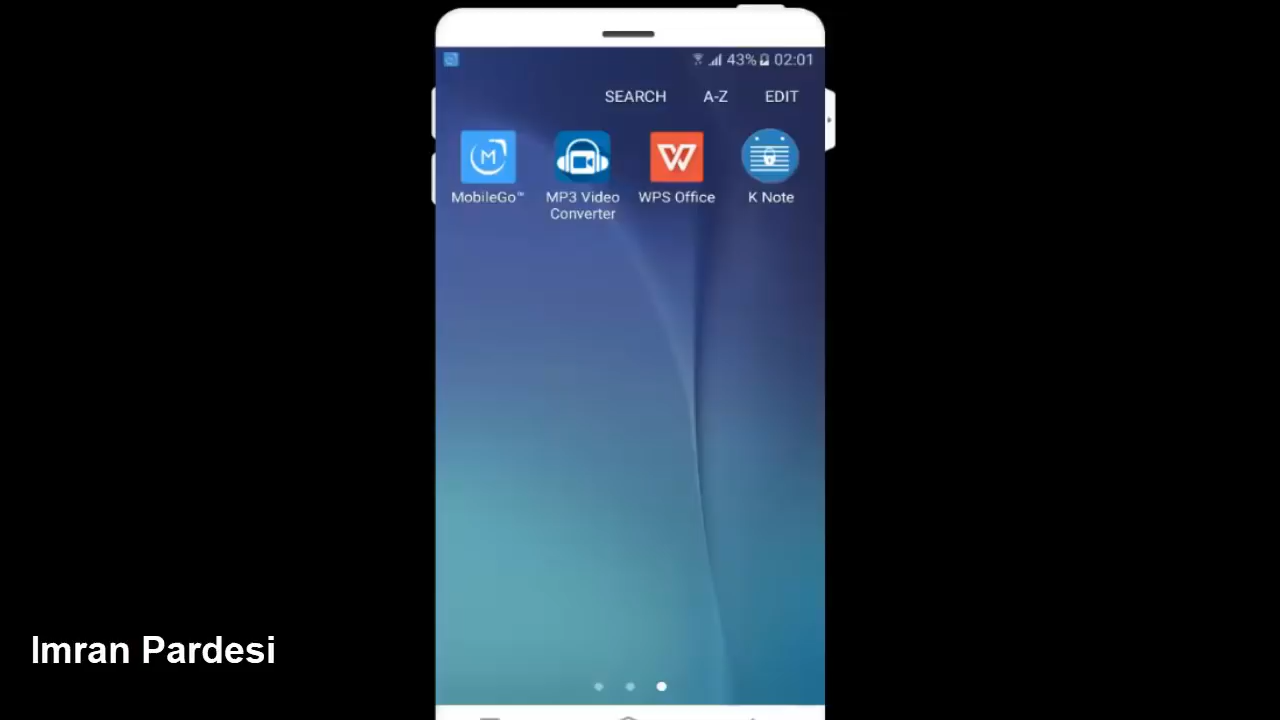 43% 02:01
SEARCH A-Z EDIT
MobileGo™ MP3 Video Converter WPS Office K Note
Imran Pardesi